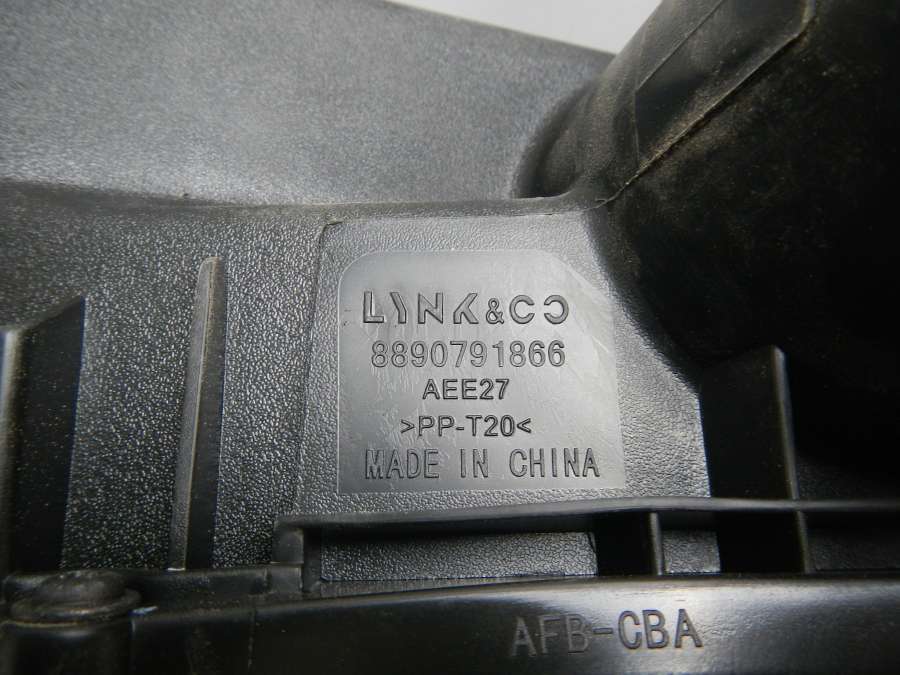 LYNK&CO
8890791866
AEE27
>PP-T20<
MADE IN CHINA
AFB-CBA